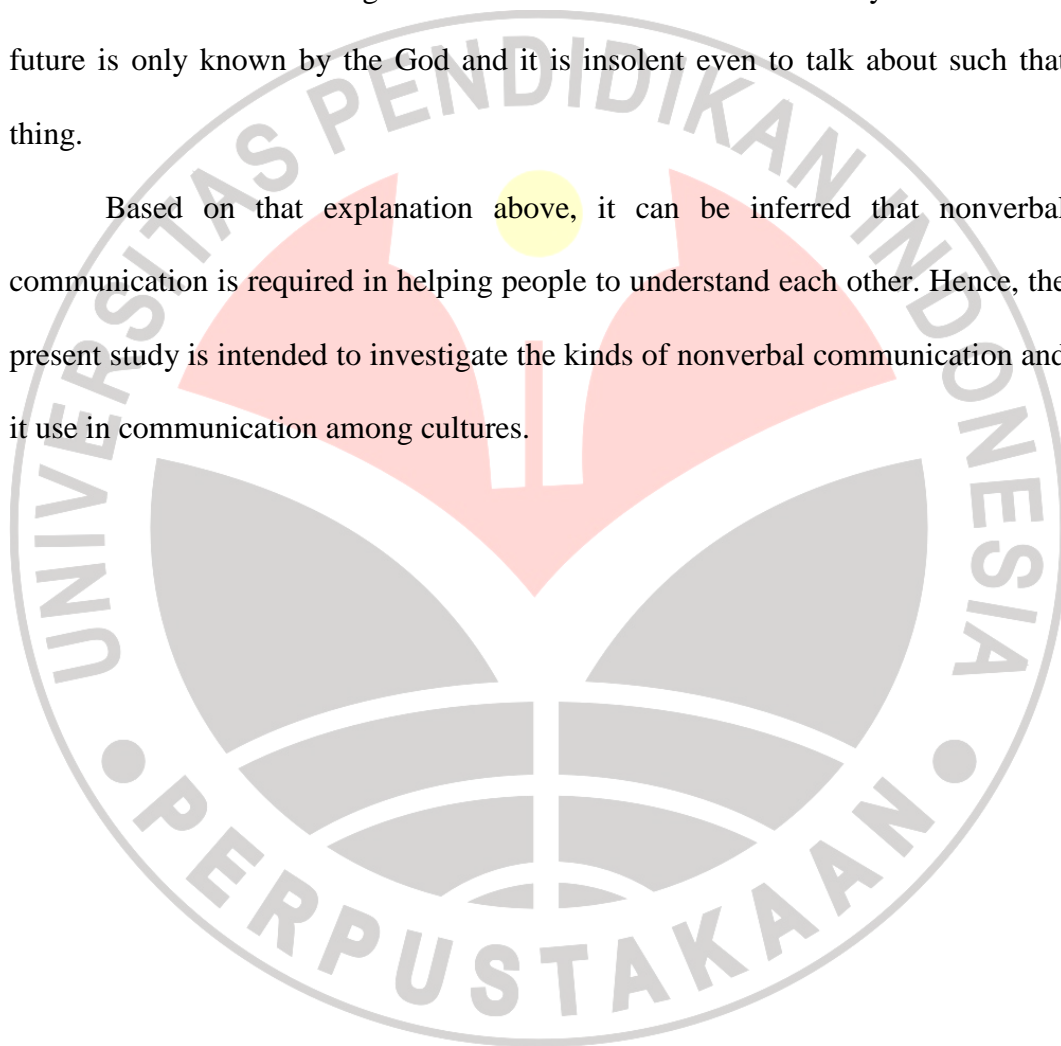 future is only known by the God and it is insolent even to talk about such that
thing.
Based on that explanation above, it can be inferred that nonverbal
communication is required in helping people to understand each other. Hence, the
present study is intended to investigate the kinds of nonverbal communication and
it use in communication among cultures.
UNIVERSITAS PENDIDIKAN INDONESIA
PERPUSTAKAAN